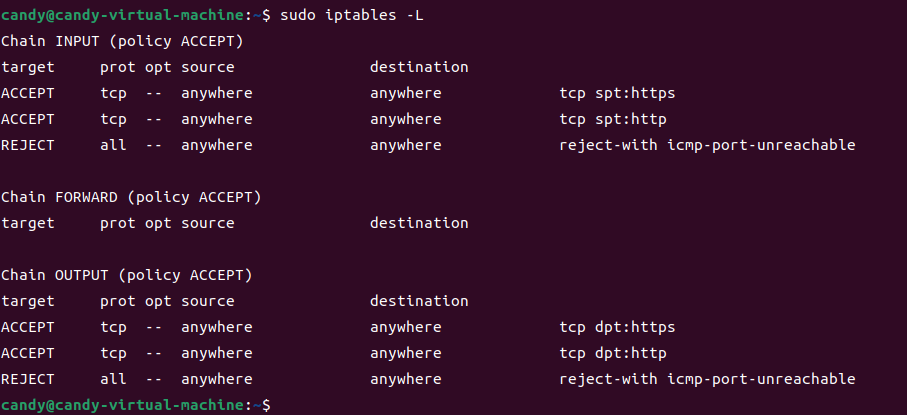 candy@candy-virtual-machine:~$ sudo iptables -L
Chain INPUT (policy ACCEPT)
target     prot opt source               destination
ACCEPT     tcp  --  anywhere             anywhere             tcp spt:https
ACCEPT     tcp  --  anywhere             anywhere             tcp spt:http
REJECT     all  --  anywhere             anywhere             reject-with icmp-port-unreachable

Chain FORWARD (policy ACCEPT)
target     prot opt source               destination

Chain OUTPUT (policy ACCEPT)
target     prot opt source               destination
ACCEPT     tcp  --  anywhere             anywhere             tcp dpt:https
ACCEPT     tcp  --  anywhere             anywhere             tcp dpt:http
REJECT     all  --  anywhere             anywhere             reject-with icmp-port-unreachable
candy@candy-virtual-machine:~$